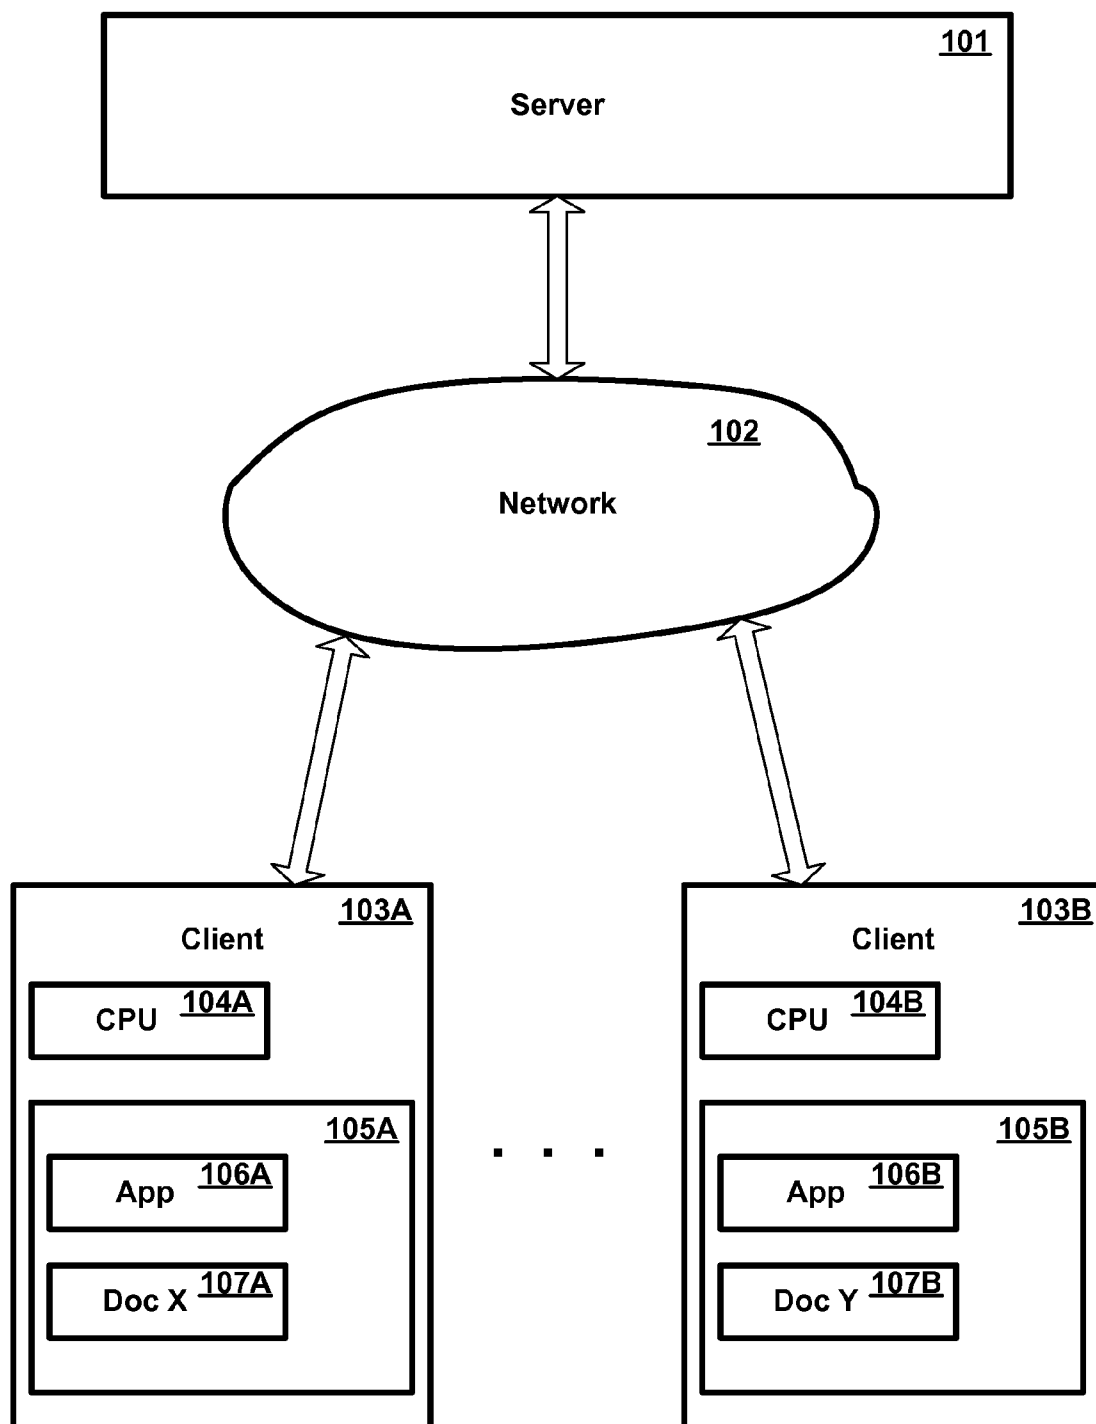 101
Server
102
Network
103A
Client
104A
CPU
105A
106A
App
107A
Doc X
. . .
103B
Client
104B
CPU
105B
106B
App
107B
Doc Y